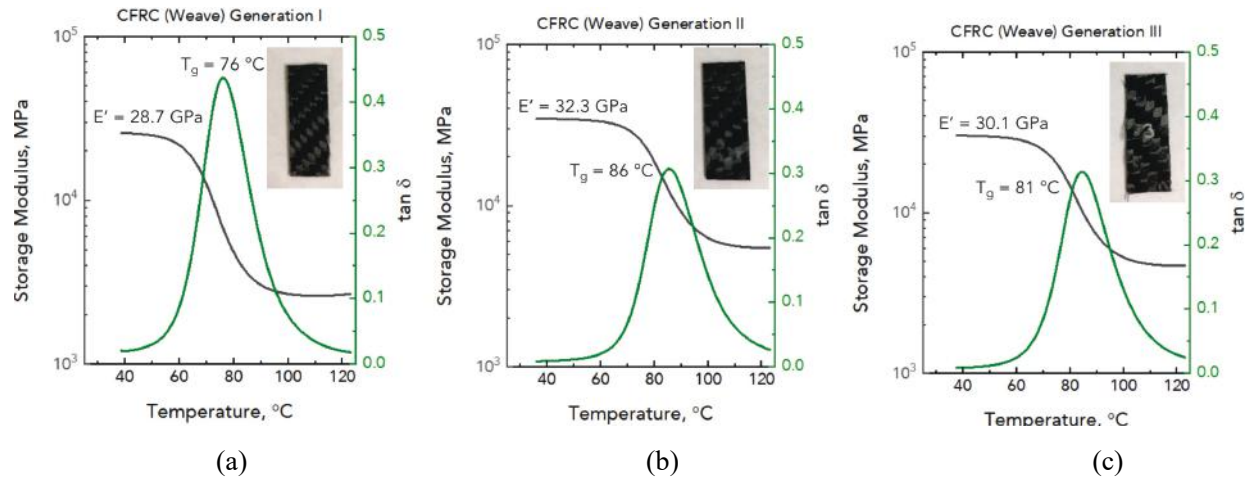 CFRC (Weave) Generation I
10⁵
10⁴
10³
Storage Modulus, MPa
E' = 28.7 GPa
T_g = 76 °C
0.5
0.4
0.3
0.2
0.1
0.0
tan δ
40 60 80 100 120
Temperature, °C
(a)
CFRC (Weave) Generation II
10⁵
10⁴
10³
Storage Modulus, MPa
E' = 32.3 GPa
T_g = 86 °C
0.5
0.4
0.3
0.2
0.1
0.0
tan δ
40 60 80 100 120
Temperature, °C
(b)
CFRC (Weave) Generation III
10⁵
10⁴
10³
Storage Modulus, MPa
E' = 30.1 GPa
T_g = 81 °C
0.5
0.4
0.3
0.2
0.1
0.0
tan δ
40 60 80 100 120
Temperature, °C
(c)